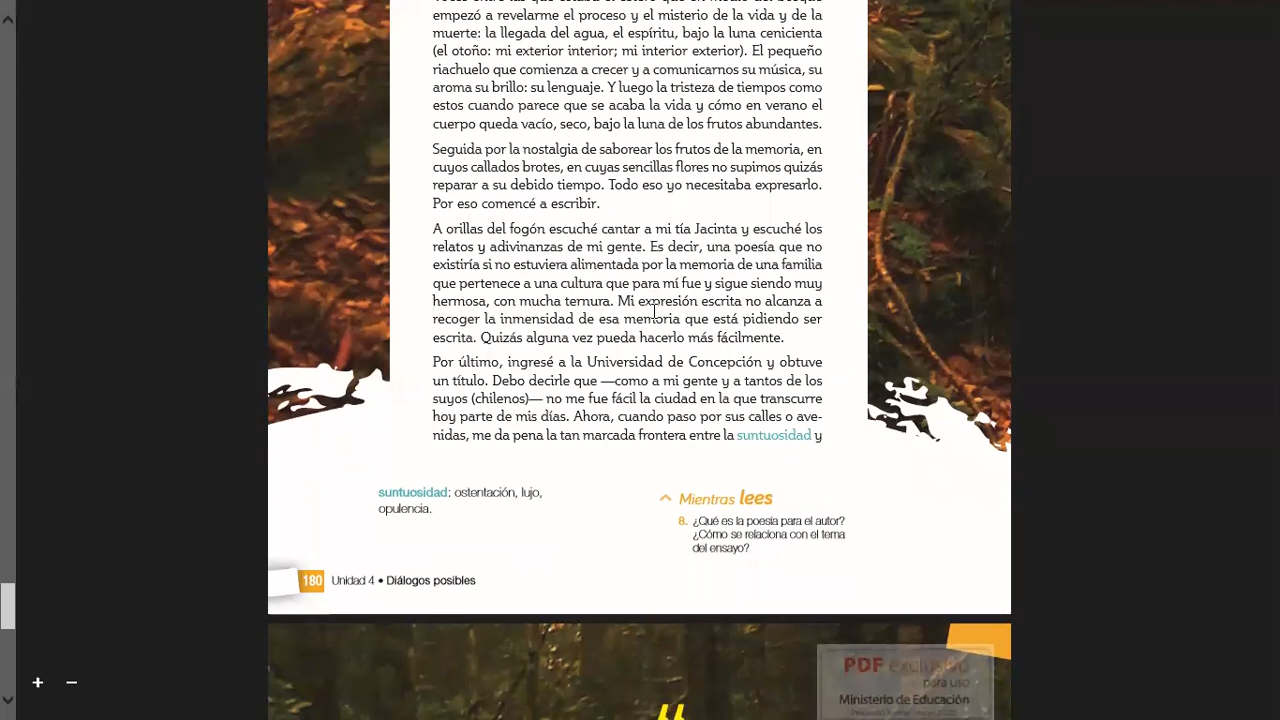 empezó a revelarme el proceso y el misterio de la vida y de la
muerte: la llegada del agua, el espíritu, bajo la luna cenicienta
(el otoño: mi exterior interior; mi interior exterior). El pequeño
riachuelo que comienza a crecer y a comunicarnos su música, su
aroma su brillo: su lenguaje. Y luego la tristeza de tiempos como
estos cuando parece que se acaba la vida y cómo en verano el
cuerpo queda vacío, seco, bajo la luna de los frutos abundantes.
Seguida por la nostalgia de saborear los frutos de la memoria, en
cuyos callados brotes, en cuyas sencillas flores no supimos quizás
reparar a su debido tiempo. Todo eso yo necesitaba expresarlo.
Por eso comencé a escribir.
A orillas del fogón escuché cantar a mi tía Jacinta y escuché los
relatos y adivinanzas de mi gente. Es decir, una poesía que no
existiría si no estuviera alimentada por la memoria de una familia
que pertenece a una cultura que para mí fue y sigue siendo muy
hermosa, con mucha ternura. Mi expresión escrita no alcanza a
recoger la inmensidad de esa memoria que está pidiendo ser
escrita. Quizás alguna vez pueda hacerlo más fácilmente.
Por último, ingresé a la Universidad de Concepción y obtuve
un título. Debo decirle que —como a mi gente y a tantos de los
suyos (chilenos)— no me fue fácil la ciudad en la que transcurre
hoy parte de mis días. Ahora, cuando paso por sus calles o ave-
nidas, me da pena la tan marcada frontera entre la suntuosidad y
suntuosidad: ostentación, lujo,
opulencia.
Mientras lees
8. ¿Qué es la poesía para el autor?
¿Cómo se relaciona con el tema
del ensayo?
180 Unidad 4 • Diálogos posibles
PDF exclusivo
para uso
Ministerio de Educación